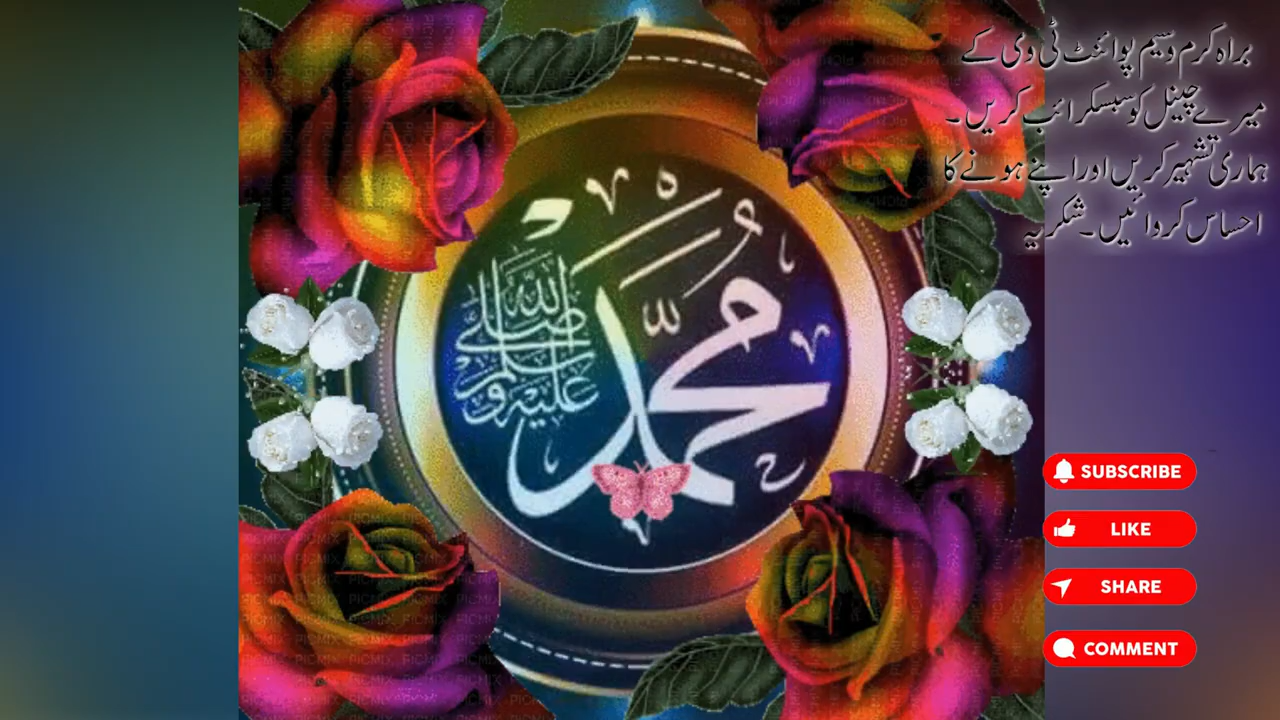 براہ کرم وسیم پوائنٹ ٹی وی کے
میرے چینل کو سبسکرائب کریں۔
ہماری تشہیر کریں اور اپنے ہونے کا
احساس کروائیں۔ شکریہ
محمد
صلى الله عليه وسلم
SUBSCRIBE
LIKE
SHARE
COMMENT